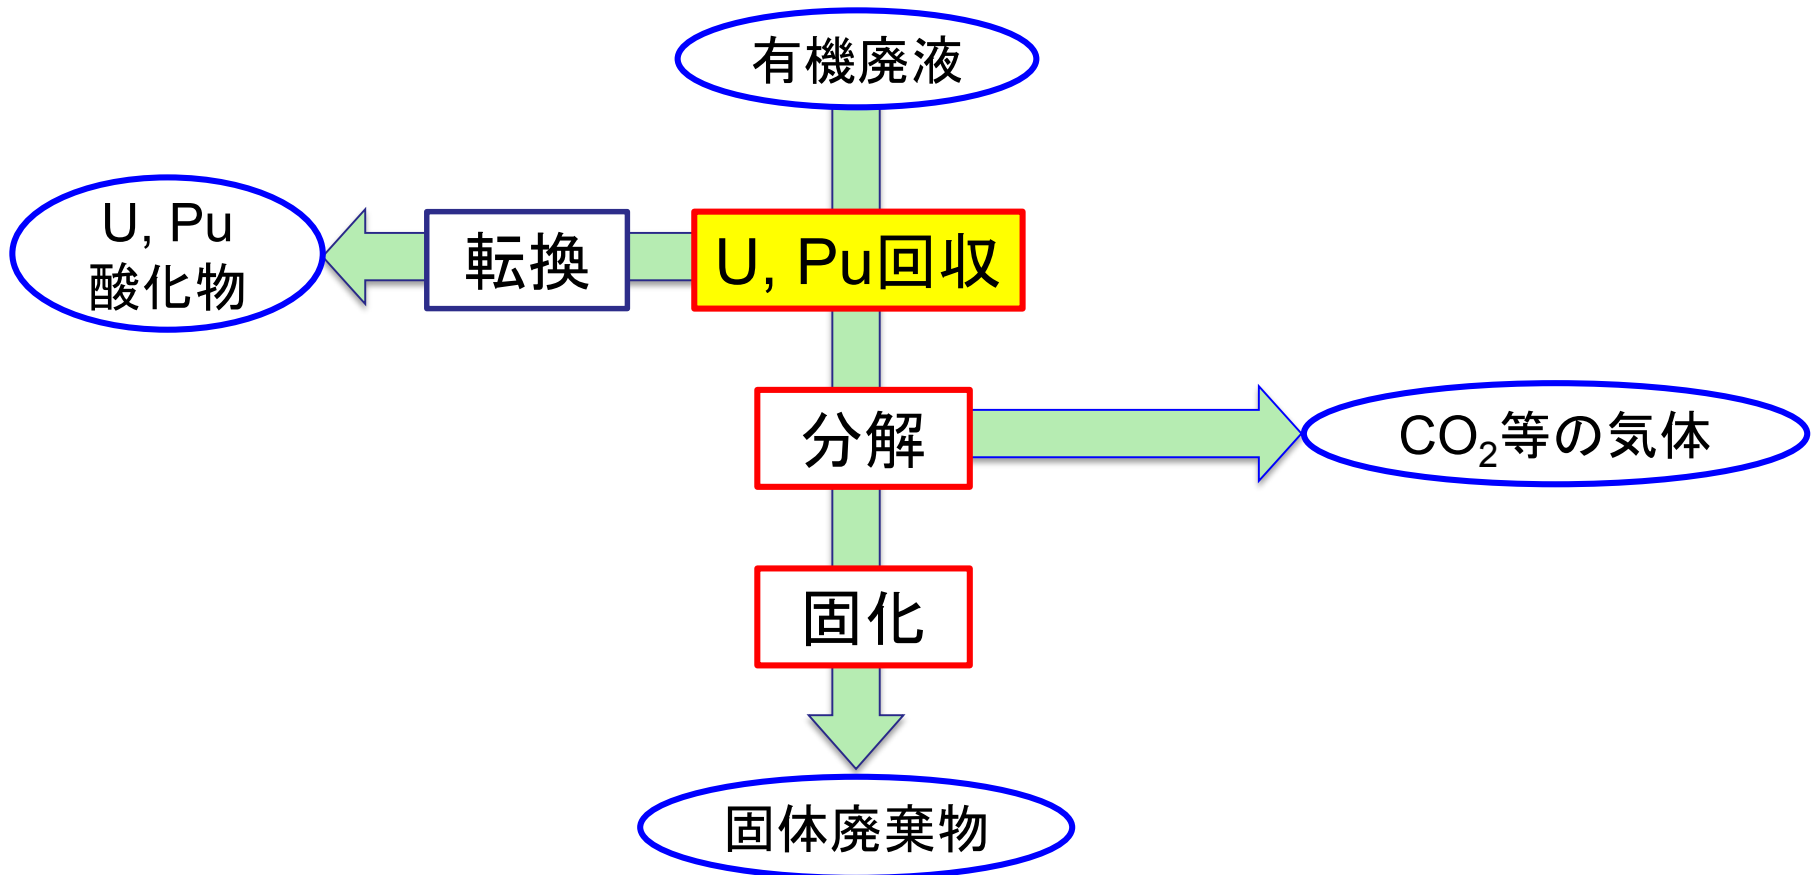 有機廃液
U, Pu
酸化物
転換
U, Pu回収
分解
CO₂等の気体
固化
固体廃棄物